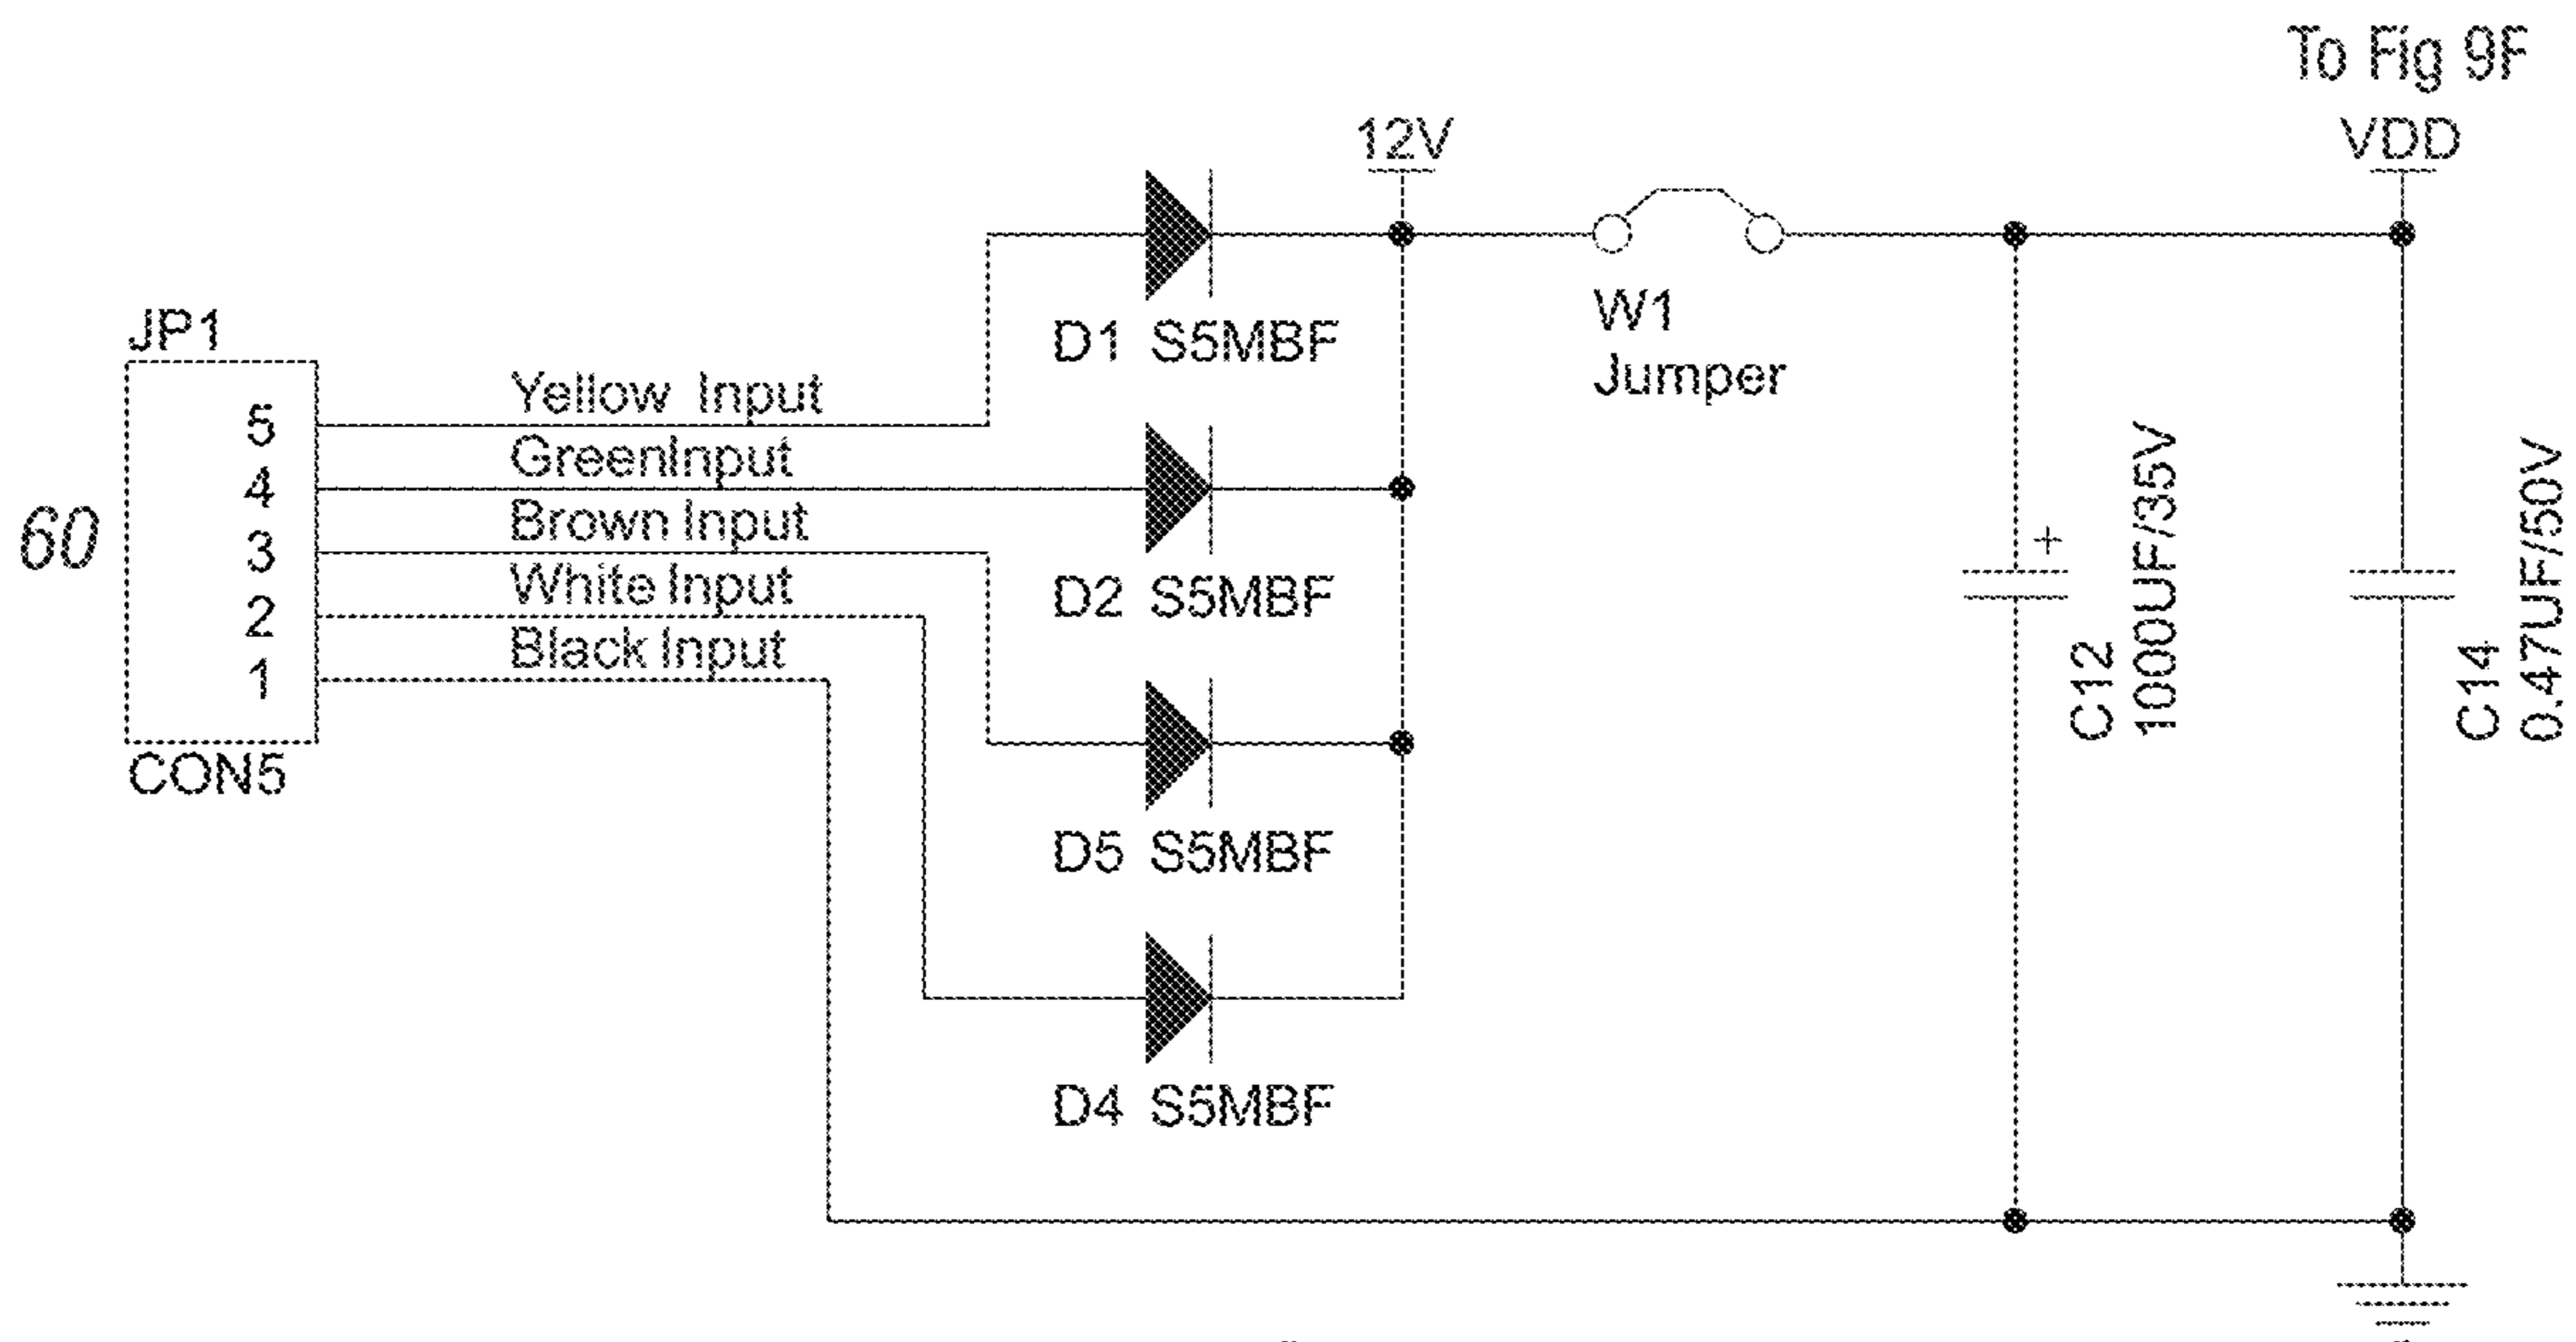 To Fig 9F
VDD
12V
W1
Jumper
JP1
60
5
4
3
2
1
CON5
Yellow Input
GreenInput
Brown Input
White Input
Black Input
D1 S5MBF
D2 S5MBF
D5 S5MBF
D4 S5MBF
C12
1000UF/35V
C14
0.47UF/50V